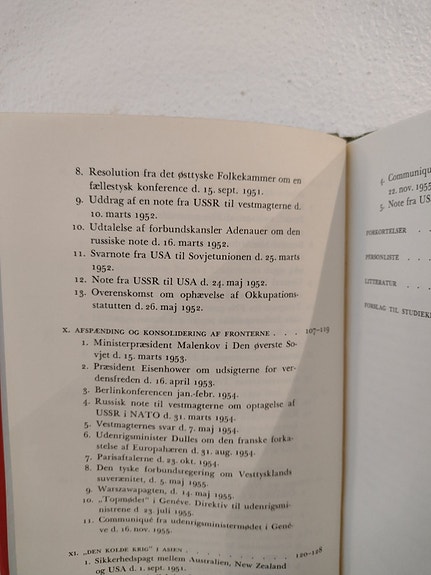 8. Resolution fra det østtyske Folkekammer om en
fællestysk konference d. 15. sept. 1951.
9. Uddrag af en note fra USSR til vestmagterne d.
10. marts 1952.
10. Udtalelse af forbundskansler Adenauer om den
russiske note d. 16. marts 1952.
11. Svarnote fra USA til Sovjetunionen d. 25. marts
1952.
12. Note fra USSR til USA d. 24. maj 1952.
13. Overenskomst om ophævelse af Okkupations-
statutten d. 26. maj 1952.
X. AFSPÆNDING OG KONSOLIDERING AF FRONTERNE . . . 107-119
1. Ministerpræsident Malenkov i Den øverste So-
vjet d. 15. marts 1953.
2. Præsident Eisenhower om udsigterne for ver-
densfreden d. 16. april 1953.
3. Berlinkonferencen jan.-febr. 1954.
4. Russisk note til vestmagterne om optagelse af
USSR i NATO d. 31. marts 1954.
5. Vestmagternes svar d. 7. maj 1954.
6. Udenrigsminister Dulles om den franske forka-
stelse af Europahæren d. 31. aug. 1954.
7. Parisaftalerne d. 23. okt. 1954.
8. Den tyske forbundsregering om Vesttysklands
suverænitet, d. 5. maj 1955.
9. Warszawapagten, d. 14. maj 1955.
10. „Topmødet” i Genéve. Direktiv til udenrigsmi-
nistrene d. 23. juli 1955.
11. Communiqué fra udenrigsministermødet i Gené-
ve d. 16. nov. 1955.
XI. „DEN KOLDE KRIG” I ASIEN . . . . . . . . . . . . . . . 120-128
1. Sikkerhedspagt mellem Australien, New Zealand
og USA d. 1. sept. 1951.
4. Communiqué
22. nov. 1955
5. Note fra US
FORKORTELSER . . .
PERSONLISTE . . .
LITTERATUR . . .
FORSLAG TIL STUDIEK